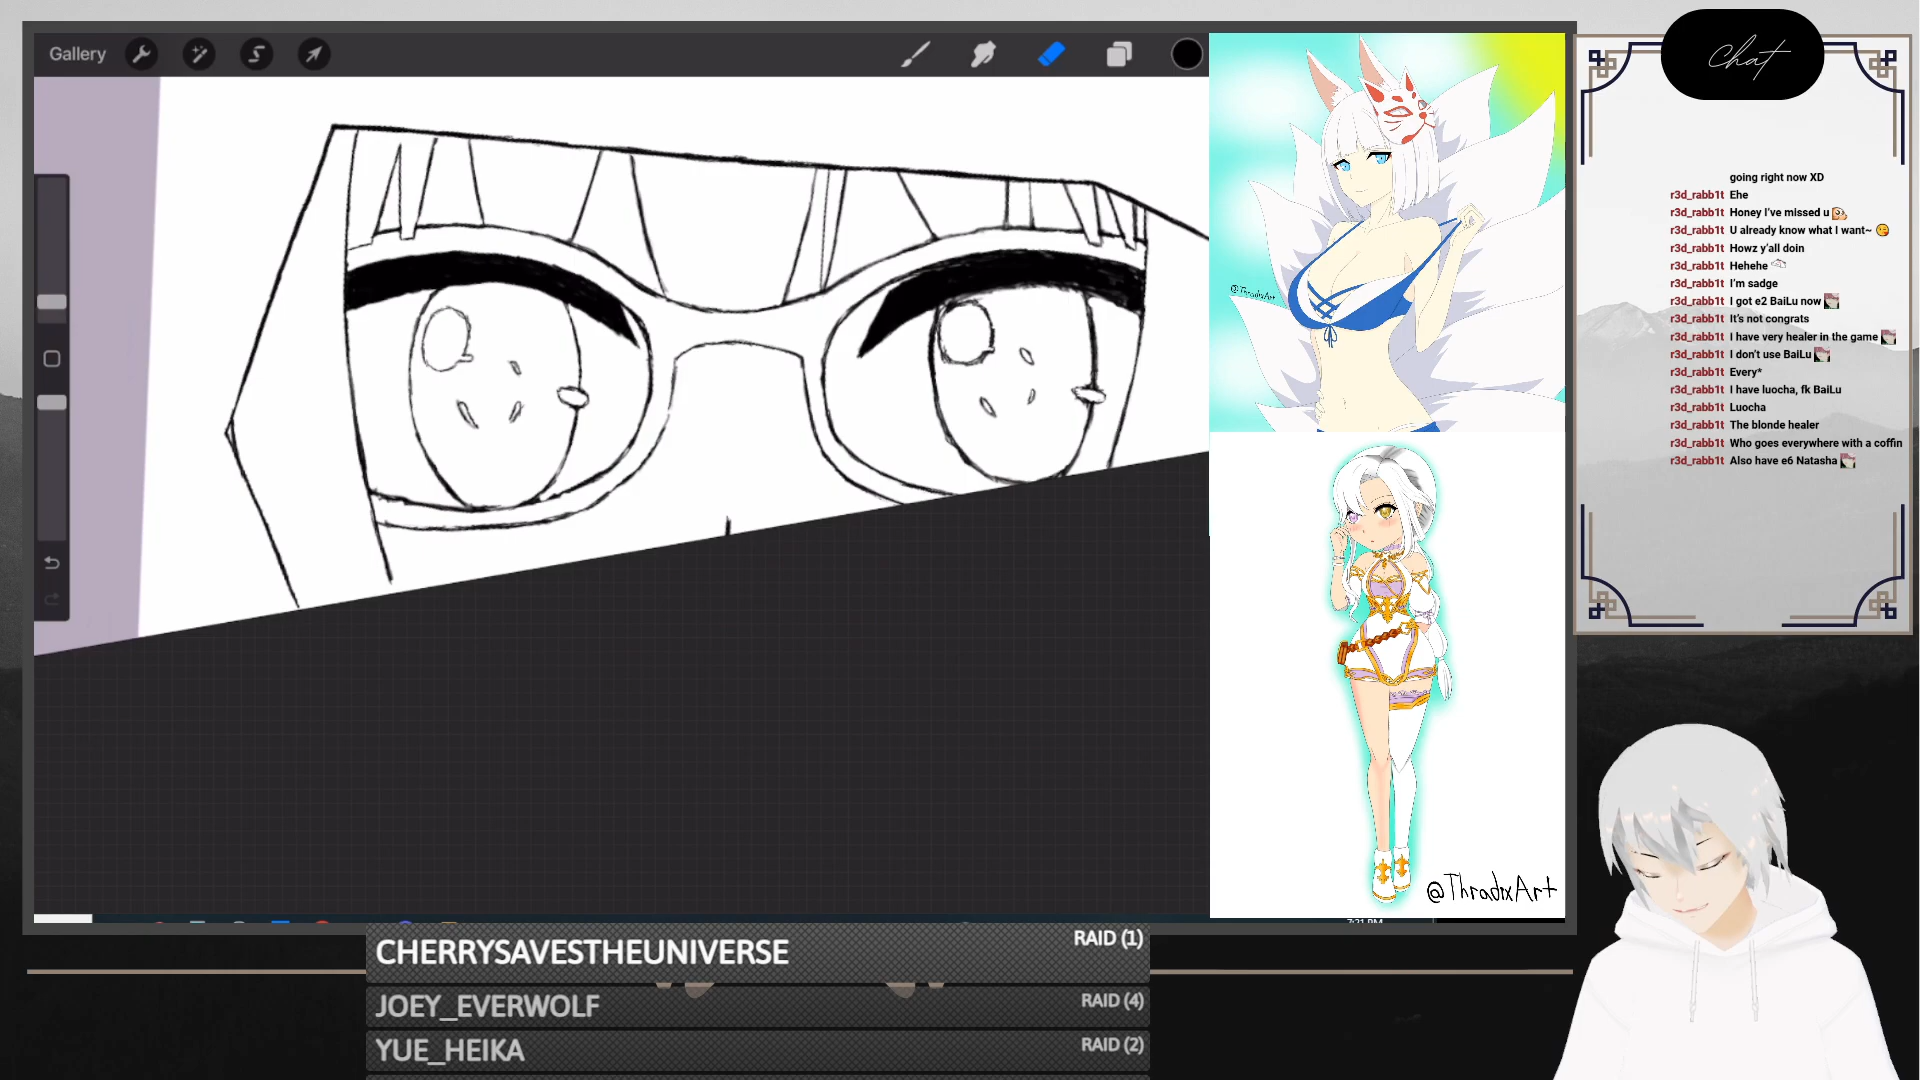 Gallery
@ThradixArt
@ThradixArt
Chat
going right now XD
r3d_rabb1t Ehe
r3d_rabb1t Honey I've missed u
r3d_rabb1t U already know what I want~
r3d_rabb1t Howz y'all doin
r3d_rabb1t Hehehe
r3d_rabb1t I'm sadge
r3d_rabb1t I got e2 BaiLu now
r3d_rabb1t It's not congrats
r3d_rabb1t I have very healer in the game
r3d_rabb1t I don't use BaiLu
r3d_rabb1t Every*
r3d_rabb1t I have luocha, fk BaiLu
r3d_rabb1t Luocha
r3d_rabb1t The blonde healer
r3d_rabb1t Who goes everywhere with a coffin
r3d_rabb1t Also have e6 Natasha
CHERRYSAVESTHEUNIVERSE RAID (1)
JOEY_EVERWOLF RAID (4)
YUE_HEIKA RAID (2)